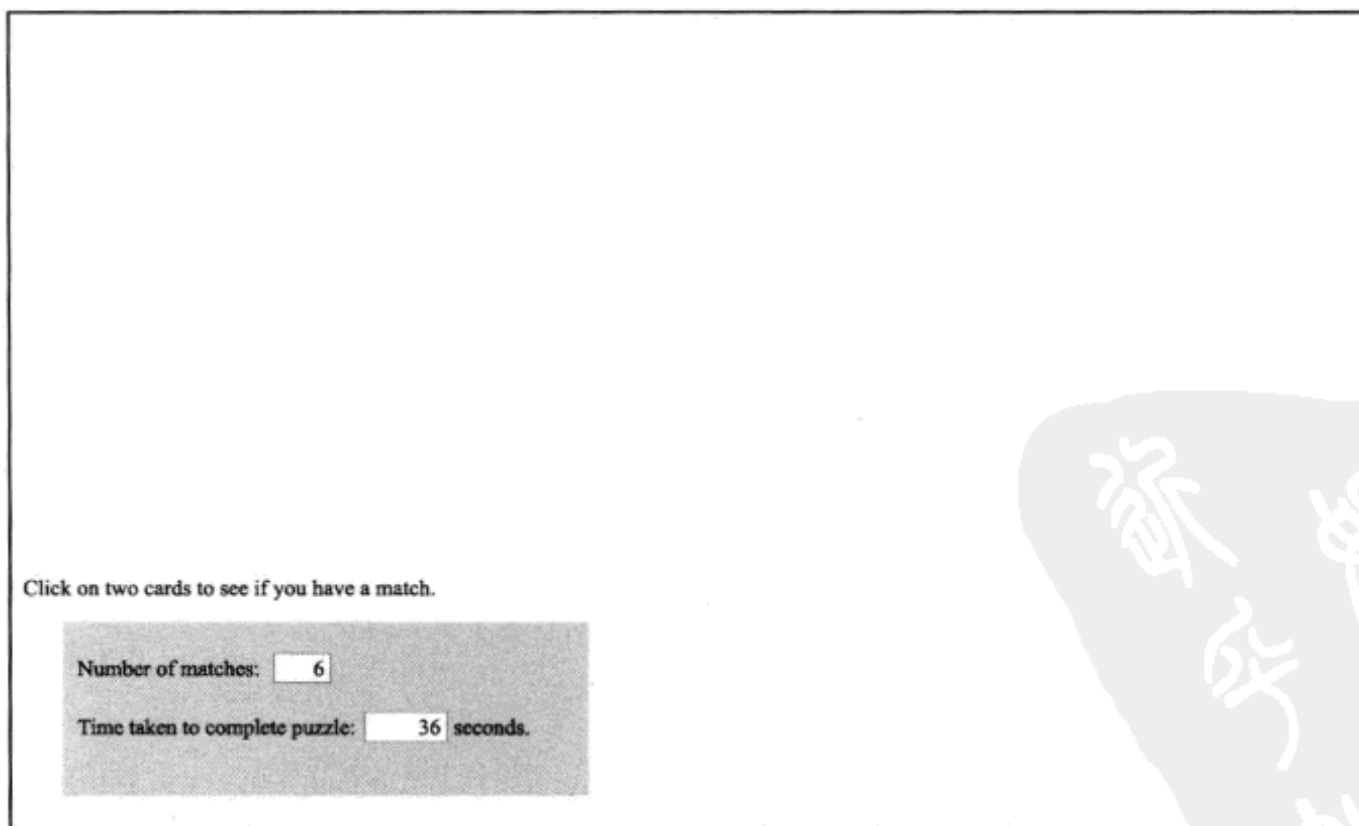 Click on two cards to see if you have a match.
Number of matches: 6
Time taken to complete puzzle: 36 seconds.